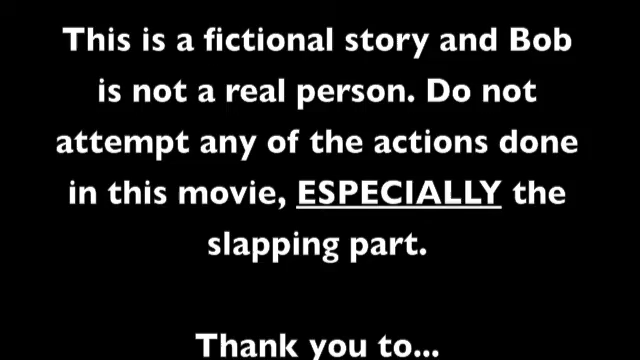 This is a fictional story and Bob
is not a real person. Do not
attempt any of the actions done
in this movie, ESPECIALLY the
slapping part.
Thank you to...